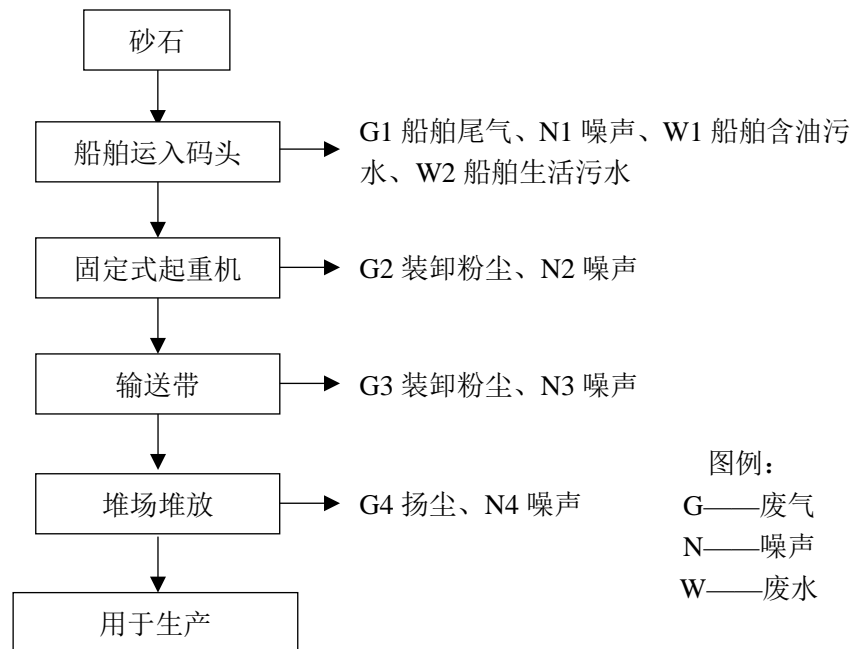 砂石
船舶运入码头
G1 船舶尾气、N1 噪声、W1 船舶含油污
水、W2 船舶生活污水
固定式起重机
G2 装卸粉尘、N2 噪声
输送带
G3 装卸粉尘、N3 噪声
堆场堆放
G4 扬尘、N4 噪声
用于生产
图例：
G——废气
N——噪声
W——废水